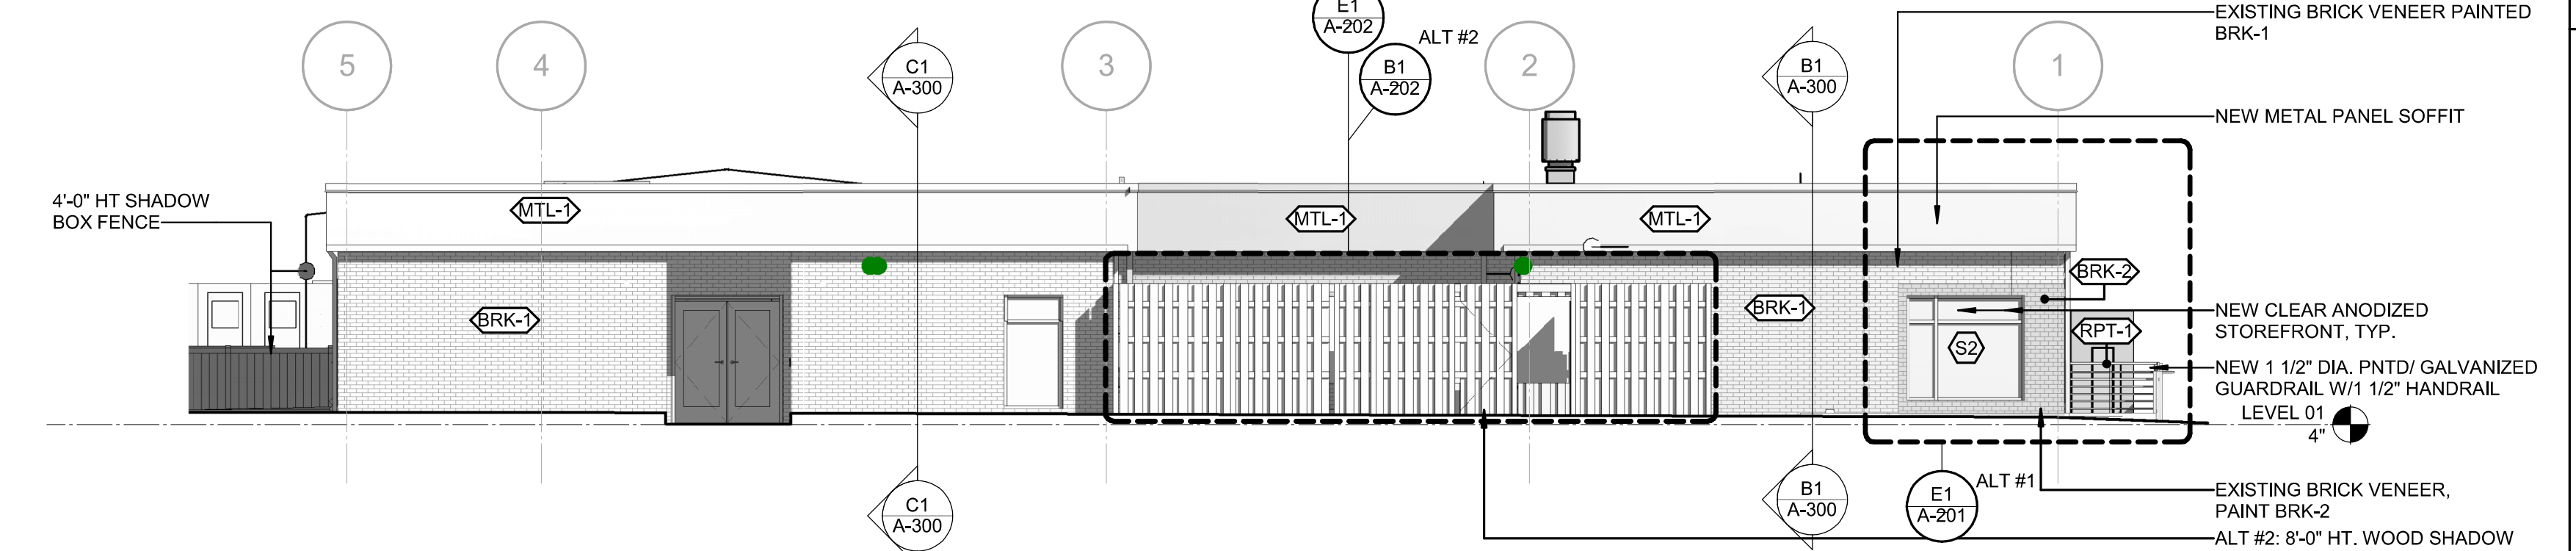 E1
A-202
ALT #2
B1
A-202
5
4
C1
A-300
3
2
B1
A-300
1
EXISTING BRICK VENEER PAINTED
BRK-1
NEW METAL PANEL SOFFIT
4'-0" HT SHADOW
BOX FENCE
MTL-1
MTL-1
MTL-1
BRK-1
BRK-1
BRK-2
S2
RPT-1
NEW CLEAR ANODIZED
STOREFRONT, TYP.
NEW 1 1/2" DIA. PNTD/ GALVANIZED
GUARDRAIL W/1 1/2" HANDRAIL
LEVEL 01
4"
C1
A-300
B1
A-300
E1
A-201
ALT #1
EXISTING BRICK VENEER,
PAINT BRK-2
ALT #2: 8'-0" HT. WOOD SHADOW